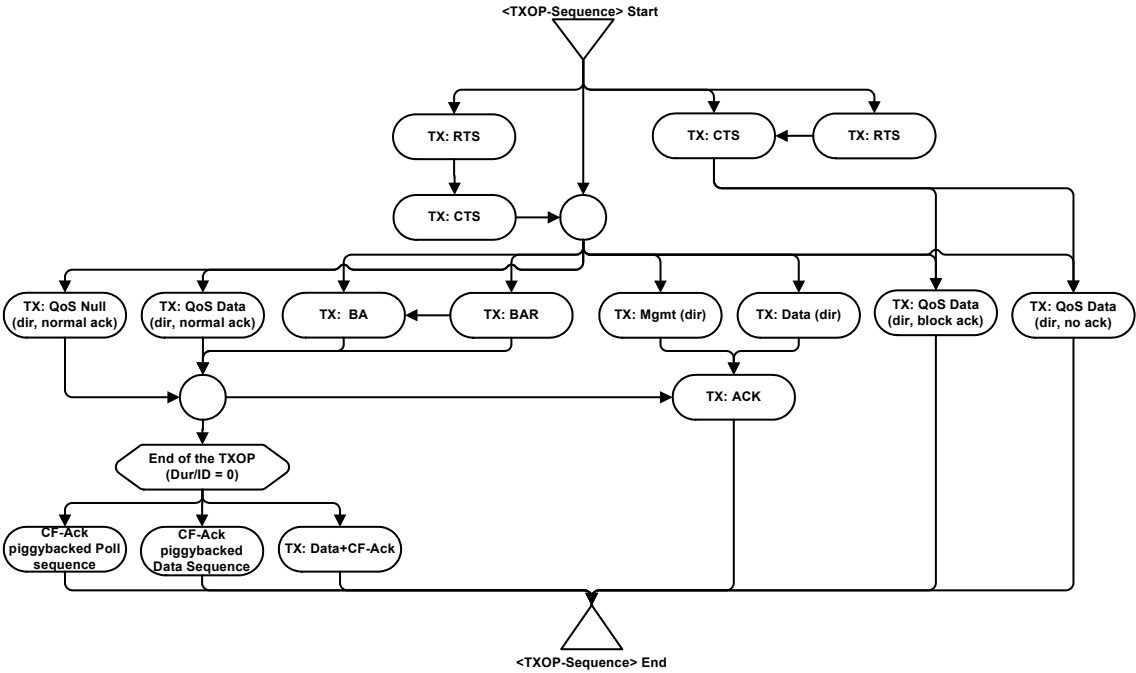 <TXOP-Sequence> Start
TX: RTS
TX: CTS
TX: RTS
TX: CTS
TX: QoS Null
(dir, normal ack)
TX: QoS Data
(dir, normal ack)
TX: BA
TX: BAR
TX: Mgmt (dir)
TX: Data (dir)
TX: QoS Data
(dir, block ack)
TX: QoS Data
(dir, no ack)
TX: ACK
End of the TXOP
(Dur/ID = 0)
CF-Ack
piggybacked Poll
sequence
CF-Ack
piggybacked
Data Sequence
TX: Data+CF-Ack
<TXOP-Sequence> End